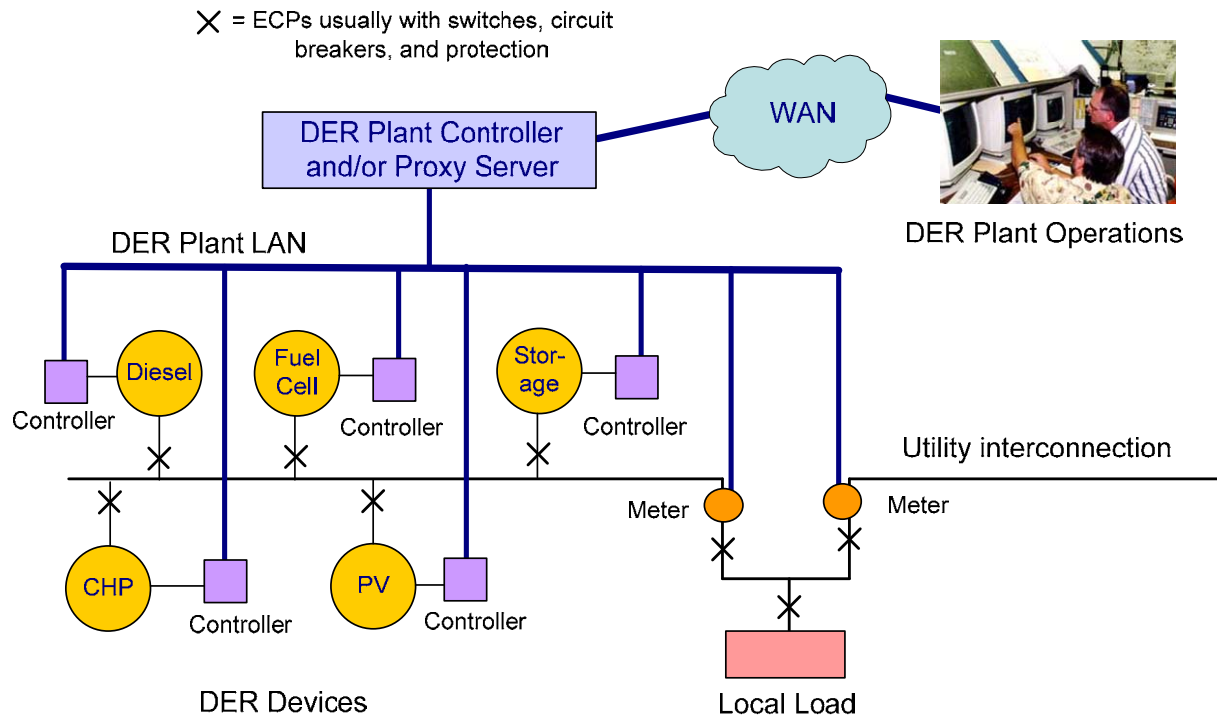 = ECPs usually with switches, circuit
breakers, and protection
WAN
DER Plant Controller
and/or Proxy Server
DER Plant Operations
DER Plant LAN
Diesel
Controller
Fuel
Cell
Controller
Stor-
age
Controller
Utility interconnection
Meter
Meter
CHP
Controller
PV
Controller
DER Devices
Local Load